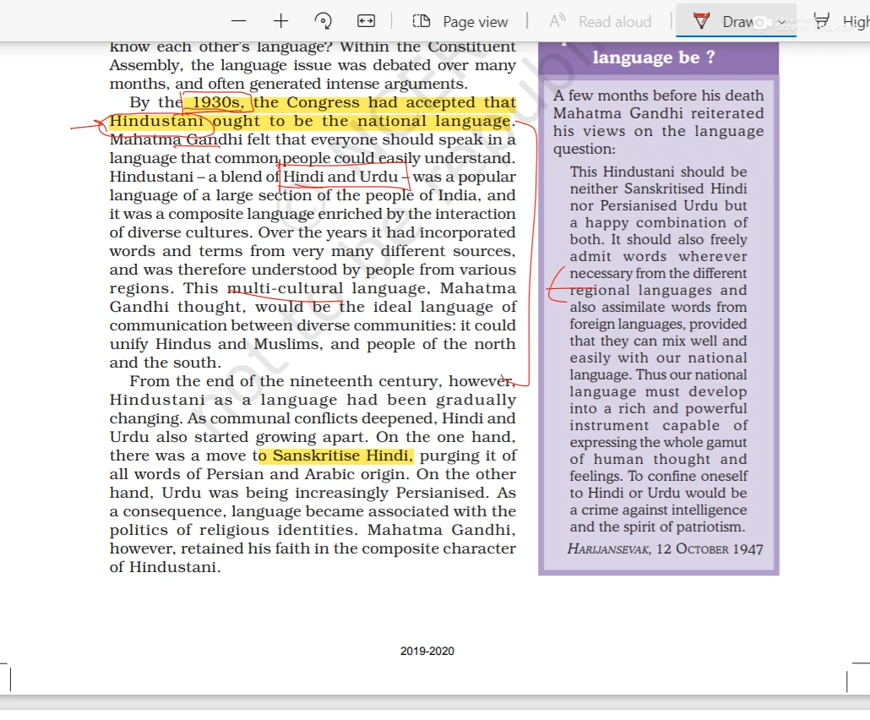 Page view
Read aloud
Draw
High
know each other's language? Within the Constituent
Assembly, the language issue was debated over many
months, and often generated intense arguments.
By the 1930s, the Congress had accepted that
Hindustani ought to be the national language.
Mahatma Gandhi felt that everyone should speak in a
language that common people could easily understand.
Hindustani – a blend of Hindi and Urdu – was a popular
language of a large section of the people of India, and
it was a composite language enriched by the interaction
of diverse cultures. Over the years it had incorporated
words and terms from very many different sources,
and was therefore understood by people from various
regions. This multi-cultural language, Mahatma
Gandhi thought, would be the ideal language of
communication between diverse communities: it could
unify Hindus and Muslims, and people of the north
and the south.
From the end of the nineteenth century, however,
Hindustani as a language had been gradually
changing. As communal conflicts deepened, Hindi and
Urdu also started growing apart. On the one hand,
there was a move to Sanskritise Hindi, purging it of
all words of Persian and Arabic origin. On the other
hand, Urdu was being increasingly Persianised. As
a consequence, language became associated with the
politics of religious identities. Mahatma Gandhi,
however, retained his faith in the composite character
of Hindustani.
language be ?
A few months before his death
Mahatma Gandhi reiterated
his views on the language
question:
This Hindustani should be
neither Sanskritised Hindi
nor Persianised Urdu but
a happy combination of
both. It should also freely
admit words wherever
necessary from the different
regional languages and
also assimilate words from
foreign languages, provided
that they can mix well and
easily with our national
language. Thus our national
language must develop
into a rich and powerful
instrument capable of
expressing the whole gamut
of human thought and
feelings. To confine oneself
to Hindi or Urdu would be
a crime against intelligence
and the spirit of patriotism.
HARIJANSEVAK, 12 OCTOBER 1947
2019-2020